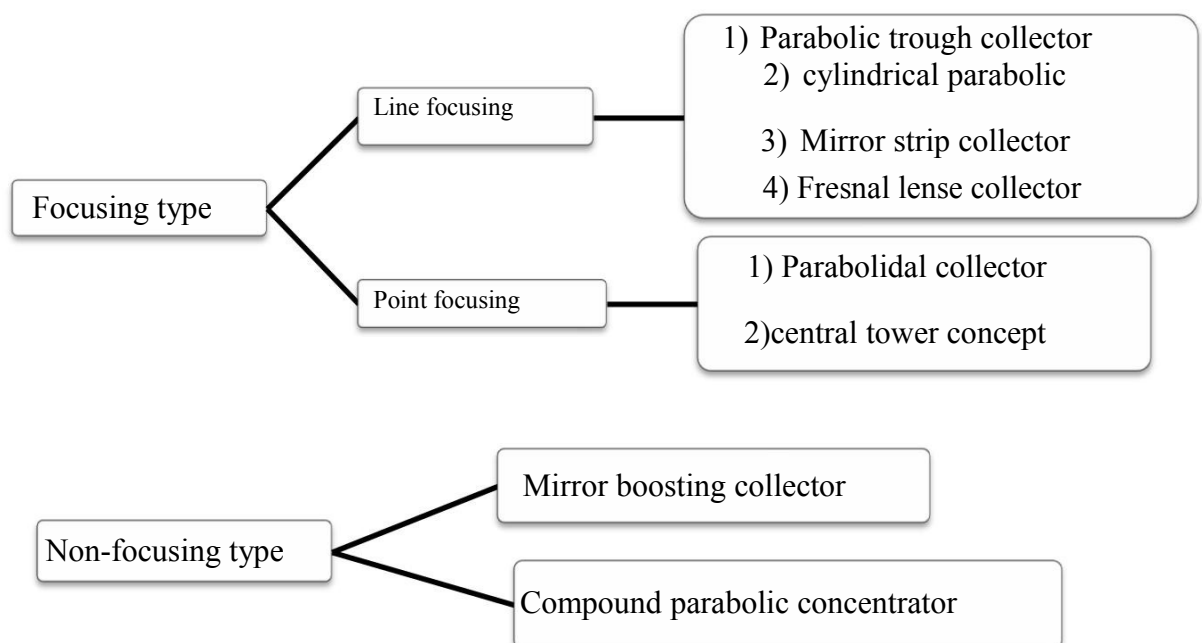 Focusing type
Line focusing
1) Parabolic trough collector
2) cylindrical parabolic
3) Mirror strip collector
4) Fresnal lense collector
Point focusing
1) Parabolidal collector
2)central tower concept
Non-focusing type
Mirror boosting collector
Compound parabolic concentrator